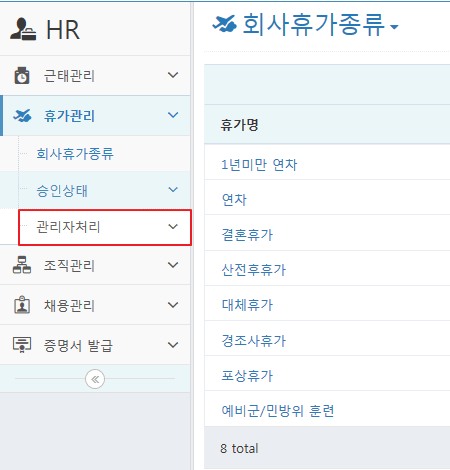 HR
근태관리
휴가관리
회사휴가종류
승인상태
관리자처리
조직관리
채용관리
증명서 발급
회사휴가종류
휴가명
1년미만 연차
연차
결혼휴가
산전후휴가
대체휴가
경조사휴가
포상휴가
예비군/민방위 훈련
8 total